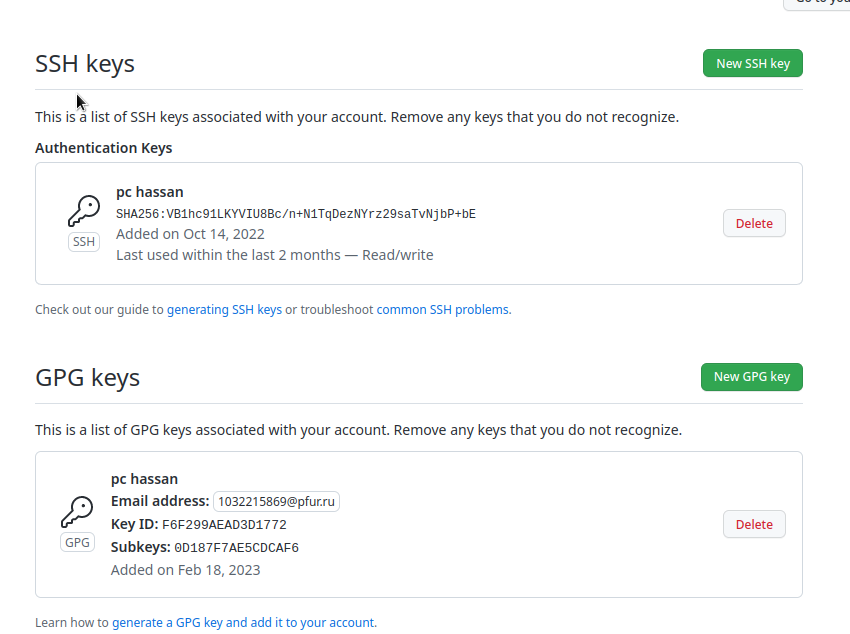 SSH keys
New SSH key
This is a list of SSH keys associated with your account. Remove any keys that you do not recognize.
Authentication Keys
pc hassan
SHA256:VB1hc91LKYVIU8Bc/n+N1TqDezNYrz29saTvNjbP+bE
Added on Oct 14, 2022
Last used within the last 2 months — Read/write
SSH
Delete
Check out our guide to generating SSH keys or troubleshoot common SSH problems.
GPG keys
New GPG key
This is a list of GPG keys associated with your account. Remove any keys that you do not recognize.
pc hassan
Email address: 1032215869@pfur.ru
Key ID: F6F299AEAD3D1772
Subkeys: 0D187F7AE5CDCAF6
Added on Feb 18, 2023
GPG
Delete
Learn how to generate a GPG key and add it to your account.